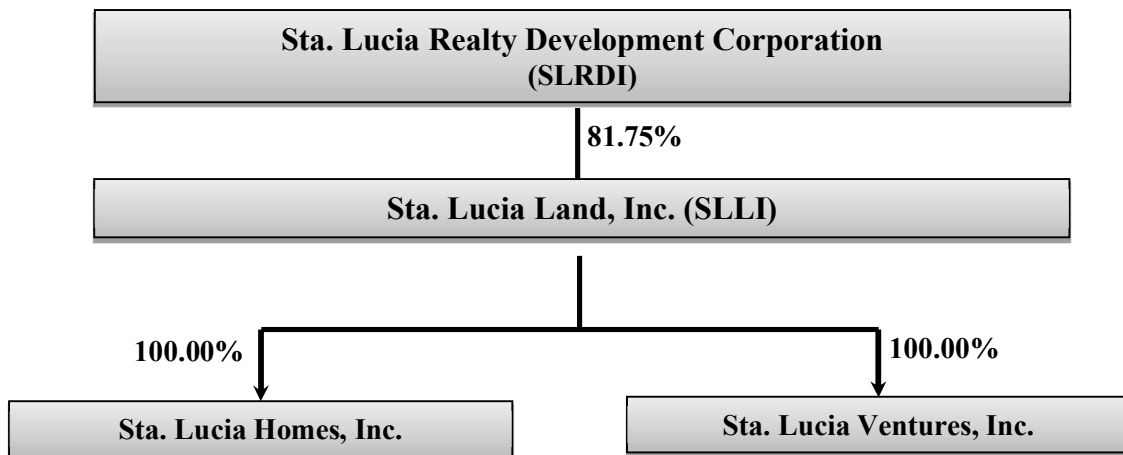 Sta. Lucia Realty Development Corporation
(SLRDI)
81.75%
Sta. Lucia Land, Inc. (SLLI)
100.00%
100.00%
Sta. Lucia Homes, Inc.
Sta. Lucia Ventures, Inc.